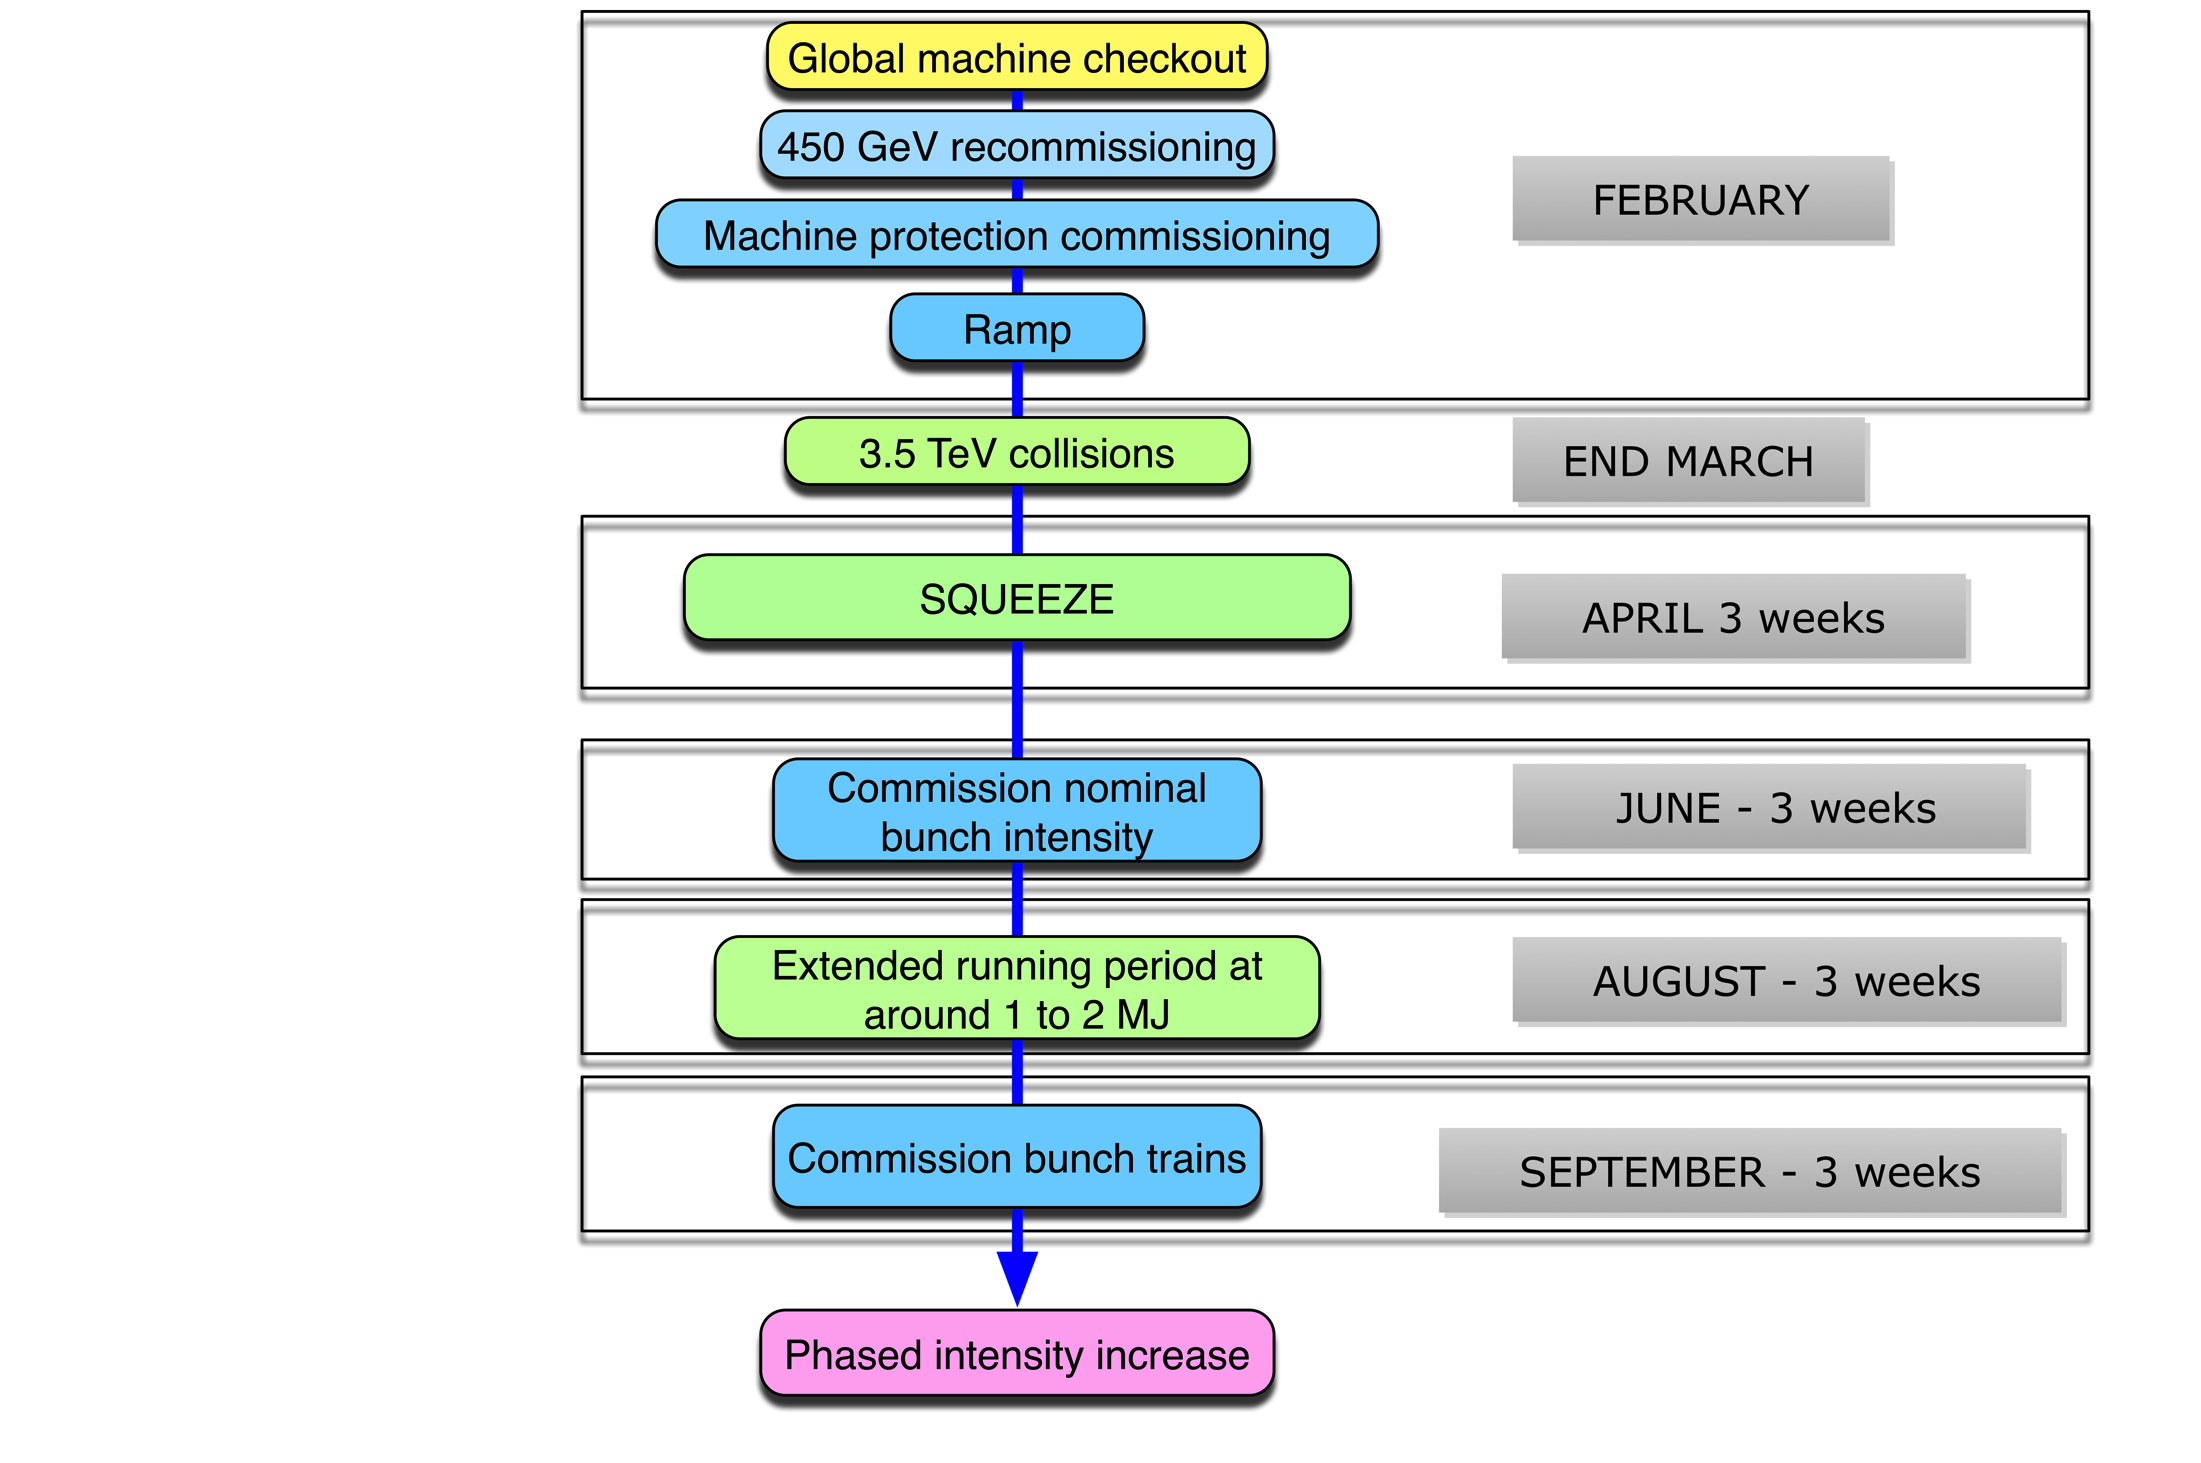 Global machine checkout
450 GeV recommissioning
FEBRUARY
Machine protection commissioning
Ramp
3.5 TeV collisions
END MARCH
SQUEEZE
APRIL 3 weeks
Commission nominal
bunch intensity
JUNE - 3 weeks
Extended running period at
around 1 to 2 MJ
AUGUST - 3 weeks
Commission bunch trains
SEPTEMBER - 3 weeks
Phased intensity increase